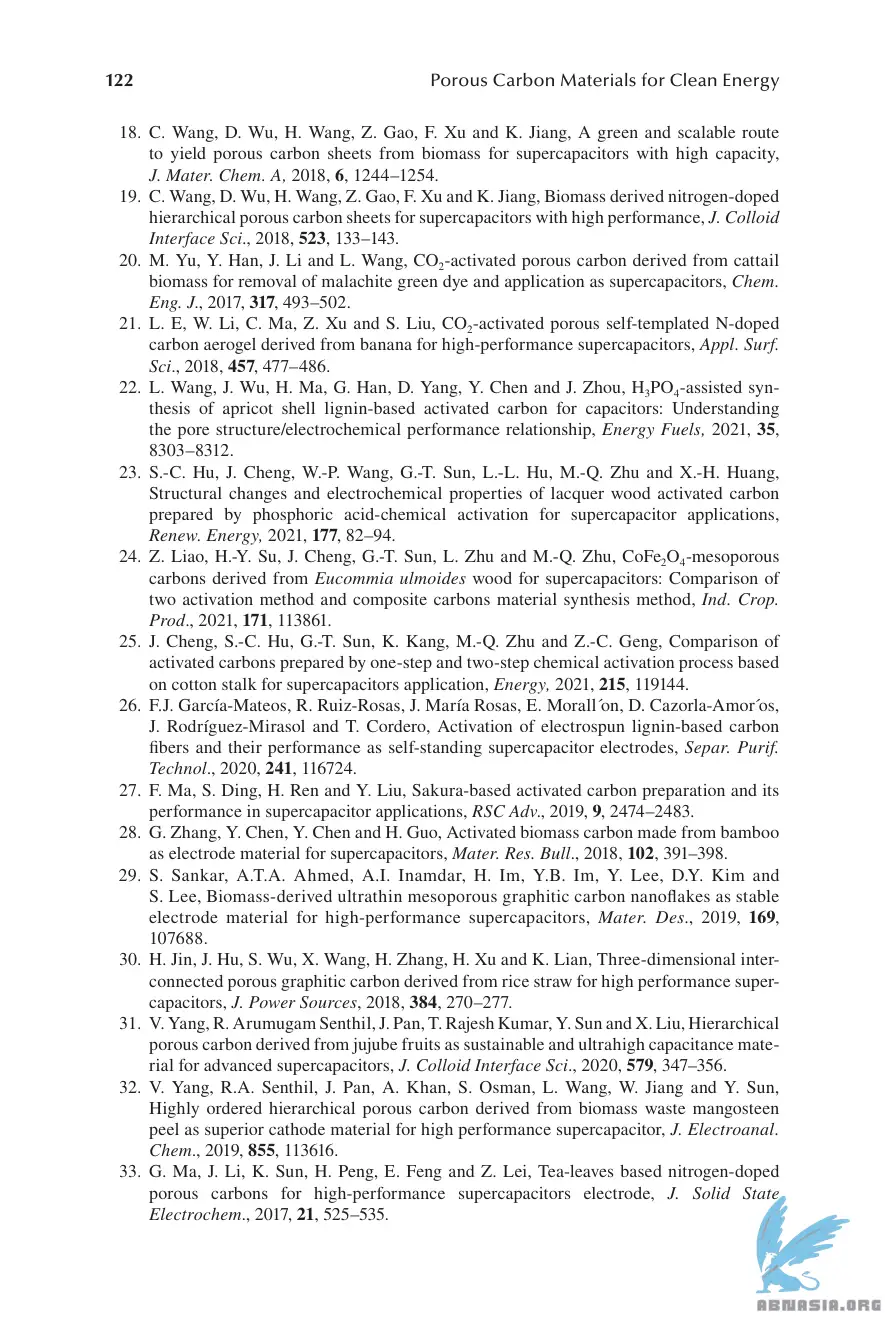 122 Porous Carbon Materials for Clean Energy
18. C. Wang, D. Wu, H. Wang, Z. Gao, F. Xu and K. Jiang, A green and scalable route
to yield porous carbon sheets from biomass for supercapacitors with high capacity,
J. Mater. Chem. A, 2018, 6, 1244–1254.
19. C. Wang, D. Wu, H. Wang, Z. Gao, F. Xu and K. Jiang, Biomass derived nitrogen-doped
hierarchical porous carbon sheets for supercapacitors with high performance, J. Colloid
Interface Sci., 2018, 523, 133–143.
20. M. Yu, Y. Han, J. Li and L. Wang, CO₂-activated porous carbon derived from cattail
biomass for removal of malachite green dye and application as supercapacitors, Chem.
Eng. J., 2017, 317, 493–502.
21. L. E, W. Li, C. Ma, Z. Xu and S. Liu, CO₂-activated porous self-templated N-doped
carbon aerogel derived from banana for high-performance supercapacitors, Appl. Surf.
Sci., 2018, 457, 477–486.
22. L. Wang, J. Wu, H. Ma, G. Han, D. Yang, Y. Chen and J. Zhou, H₃PO₄-assisted syn-
thesis of apricot shell lignin-based activated carbon for capacitors: Understanding
the pore structure/electrochemical performance relationship, Energy Fuels, 2021, 35,
8303–8312.
23. S.-C. Hu, J. Cheng, W.-P. Wang, G.-T. Sun, L.-L. Hu, M.-Q. Zhu and X.-H. Huang,
Structural changes and electrochemical properties of lacquer wood activated carbon
prepared by phosphoric acid-chemical activation for supercapacitor applications,
Renew. Energy, 2021, 177, 82–94.
24. Z. Liao, H.-Y. Su, J. Cheng, G.-T. Sun, L. Zhu and M.-Q. Zhu, CoFe₂O₄-mesoporous
carbons derived from Eucommia ulmoides wood for supercapacitors: Comparison of
two activation method and composite carbons material synthesis method, Ind. Crop.
Prod., 2021, 171, 113861.
25. J. Cheng, S.-C. Hu, G.-T. Sun, K. Kang, M.-Q. Zhu and Z.-C. Geng, Comparison of
activated carbons prepared by one-step and two-step chemical activation process based
on cotton stalk for supercapacitors application, Energy, 2021, 215, 119144.
26. F.J. García-Mateos, R. Ruiz-Rosas, J. María Rosas, E. Morall´on, D. Cazorla-Amor´os,
J. Rodríguez-Mirasol and T. Cordero, Activation of electrospun lignin-based carbon
fibers and their performance as self-standing supercapacitor electrodes, Separ. Purif.
Technol., 2020, 241, 116724.
27. F. Ma, S. Ding, H. Ren and Y. Liu, Sakura-based activated carbon preparation and its
performance in supercapacitor applications, RSC Adv., 2019, 9, 2474–2483.
28. G. Zhang, Y. Chen, Y. Chen and H. Guo, Activated biomass carbon made from bamboo
as electrode material for supercapacitors, Mater. Res. Bull., 2018, 102, 391–398.
29. S. Sankar, A.T.A. Ahmed, A.I. Inamdar, H. Im, Y.B. Im, Y. Lee, D.Y. Kim and
S. Lee, Biomass-derived ultrathin mesoporous graphitic carbon nanoflakes as stable
electrode material for high-performance supercapacitors, Mater. Des., 2019, 169,
107688.
30. H. Jin, J. Hu, S. Wu, X. Wang, H. Zhang, H. Xu and K. Lian, Three-dimensional inter-
connected porous graphitic carbon derived from rice straw for high performance super-
capacitors, J. Power Sources, 2018, 384, 270–277.
31. V. Yang, R. Arumugam Senthil, J. Pan, T. Rajesh Kumar, Y. Sun and X. Liu, Hierarchical
porous carbon derived from jujube fruits as sustainable and ultrahigh capacitance mate-
rial for advanced supercapacitors, J. Colloid Interface Sci., 2020, 579, 347–356.
32. V. Yang, R.A. Senthil, J. Pan, A. Khan, S. Osman, L. Wang, W. Jiang and Y. Sun,
Highly ordered hierarchical porous carbon derived from biomass waste mangosteen
peel as superior cathode material for high performance supercapacitor, J. Electroanal.
Chem., 2019, 855, 113616.
33. G. Ma, J. Li, K. Sun, H. Peng, E. Feng and Z. Lei, Tea-leaves based nitrogen-doped
porous carbons for high-performance supercapacitors electrode, J. Solid State
Electrochem., 2017, 21, 525–535.
ABNASIA.ORG